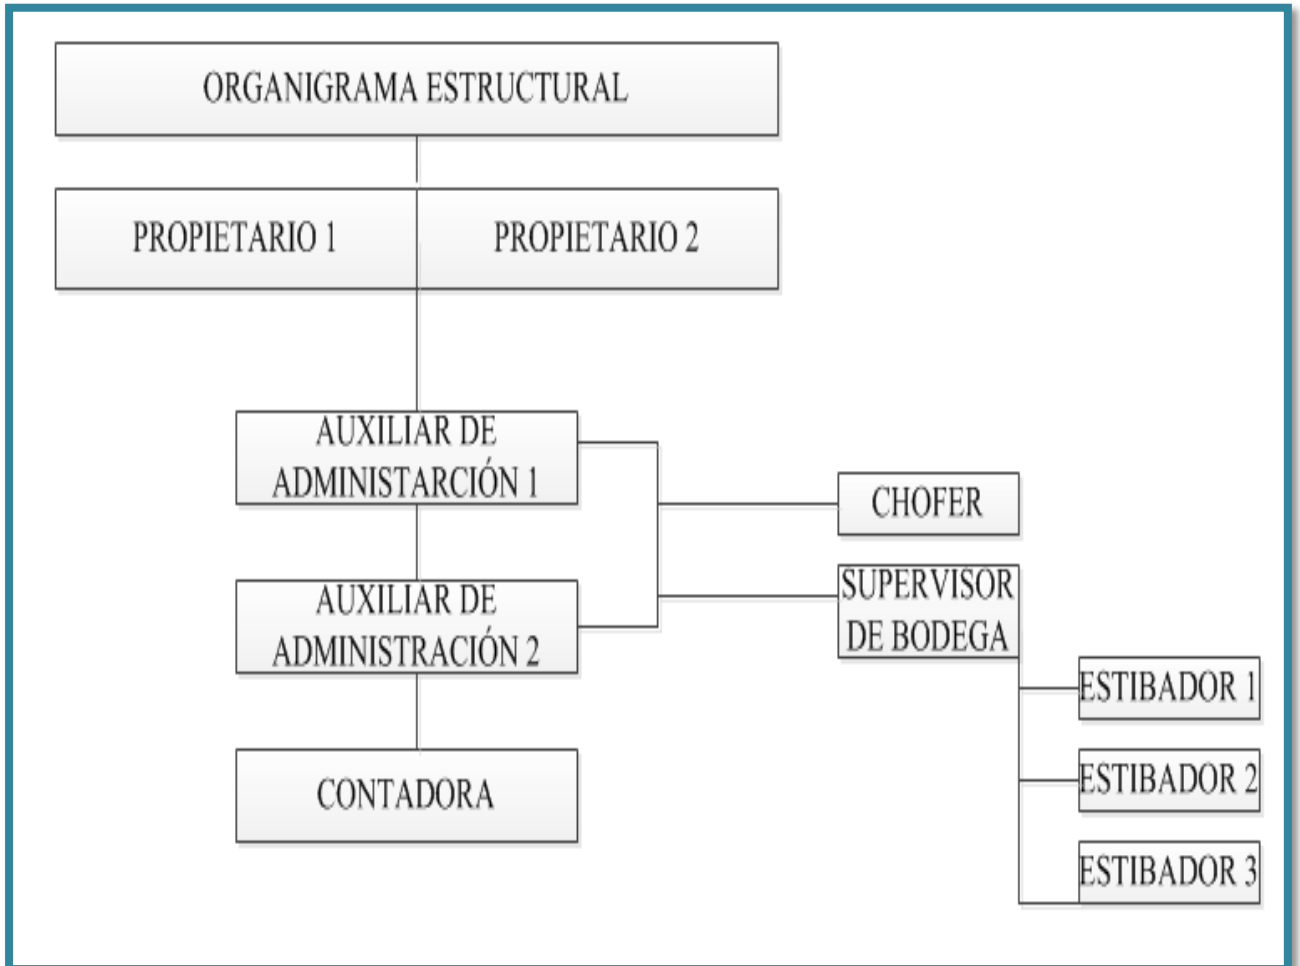 ORGANIGRAMA ESTRUCTURAL
PROPIETARIO 1
PROPIETARIO 2
AUXILIAR DE
ADMINISTARCIÓN 1
CHOFER
AUXILIAR DE
ADMINISTRACIÓN 2
SUPERVISOR
DE BODEGA
ESTIBADOR 1
ESTIBADOR 2
ESTIBADOR 3
CONTADORA